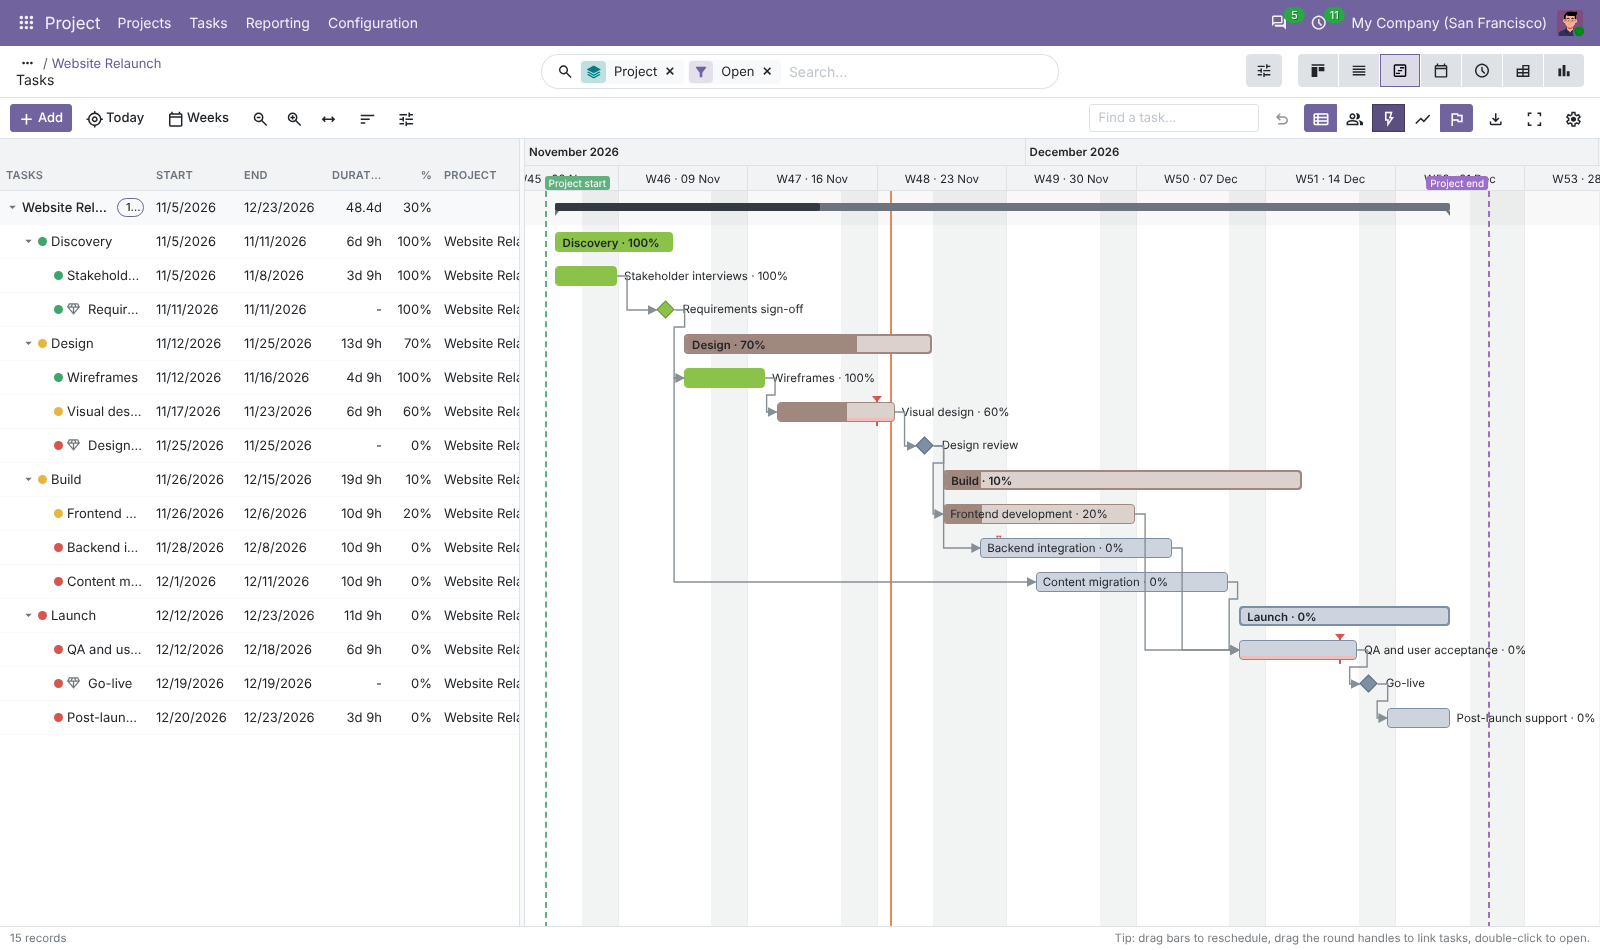 Project Projects Tasks Reporting Configuration 5 11 My Company (San Francisco)
... / Website Relaunch
Tasks
Project × Open × Search...
+ Add Today Weeks Find a task...
November 2026 December 2026
TASKS START END DURAT... % PROJECT
W46 · 09 Nov W47 · 16 Nov W48 · 23 Nov W49 · 30 Nov W50 · 07 Dec W51 · 14 Dec W53 · 28
Project start Project end
Website Rel... 1... 11/5/2026 12/23/2026 48.4d 30%
Discovery 11/5/2026 11/11/2026 6d 9h 100% Website Rela Discovery · 100%
Stakehold... 11/5/2026 11/8/2026 3d 9h 100% Website Rela Stakeholder interviews · 100%
Requir... 11/11/2026 11/11/2026 - 100% Website Rela Requirements sign-off
Design 11/12/2026 11/25/2026 13d 9h 70% Website Rela Design · 70%
Wireframes 11/12/2026 11/16/2026 4d 9h 100% Website Rela Wireframes · 100%
Visual des... 11/17/2026 11/23/2026 6d 9h 60% Website Rela Visual design · 60%
Design... 11/25/2026 11/25/2026 - 0% Website Rela Design review
Build 11/26/2026 12/15/2026 19d 9h 10% Website Rela Build · 10%
Frontend ... 11/26/2026 12/6/2026 10d 9h 20% Website Rela Frontend development · 20%
Backend i... 11/28/2026 12/8/2026 10d 9h 0% Website Rela Backend integration · 0%
Content m... 12/1/2026 12/11/2026 10d 9h 0% Website Rela Content migration · 0%
Launch 12/12/2026 12/23/2026 11d 9h 0% Website Rela Launch · 0%
QA and us... 12/12/2026 12/18/2026 6d 9h 0% Website Rela QA and user acceptance · 0%
Go-live 12/19/2026 12/19/2026 - 0% Website Rela Go-live
Post-laun... 12/20/2026 12/23/2026 3d 9h 0% Website Rela Post-launch support · 0%
15 records Tip: drag bars to reschedule, drag the round handles to link tasks, double-click to open.